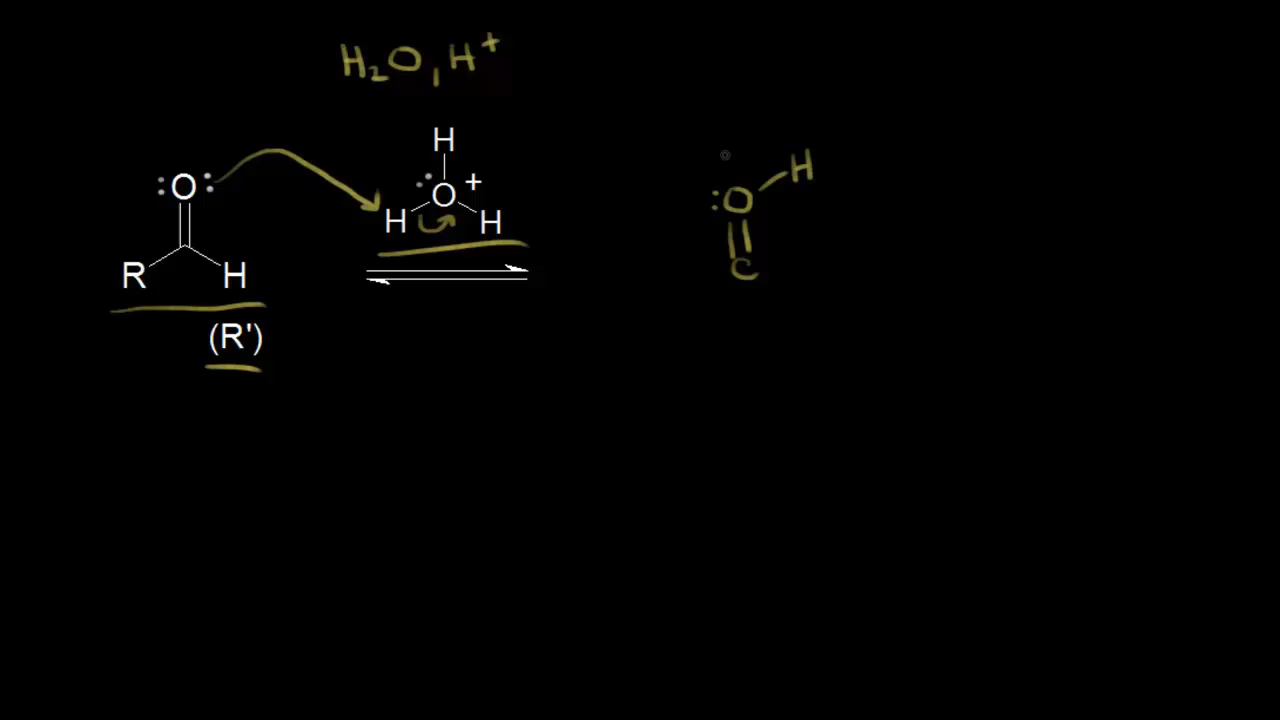 H₂O, H⁺
H
:O: :O⁺ H
H H :O
C
R H
(R')